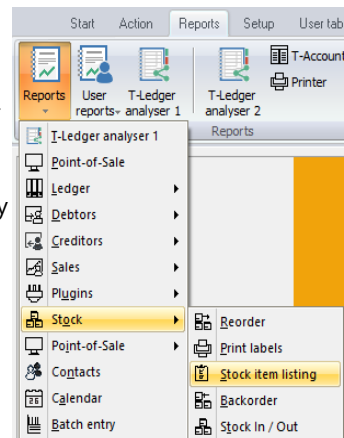 Start Action Reports Setup User tab
Reports User reports T-Ledger analyser 1 T-Ledger analyser 2 T-Account
Printer
Reports
T-Ledger analyser 1
Point-of-Sale
Ledger
y
Debtors
Creditors
Sales
Plugins
Stock
Reorder
Point-of-Sale
Print labels
Contacts
Stock item listing
Calendar
Backorder
Batch entry
Stock In / Out